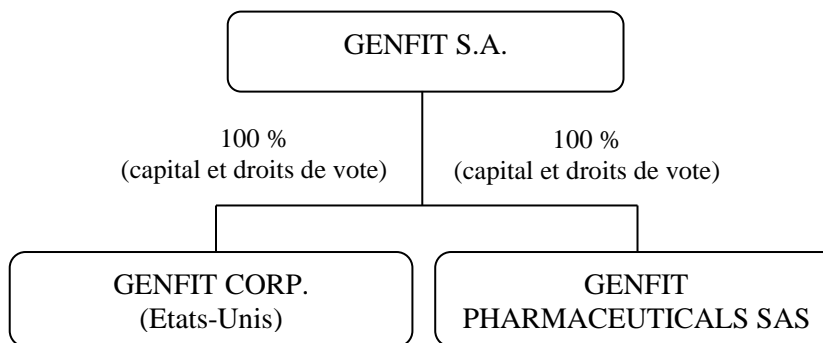 GENFIT S.A.
100 %
(capital et droits de vote)
100 %
(capital et droits de vote)
GENFIT CORP.
(Etats-Unis)
GENFIT
PHARMACEUTICALS SAS